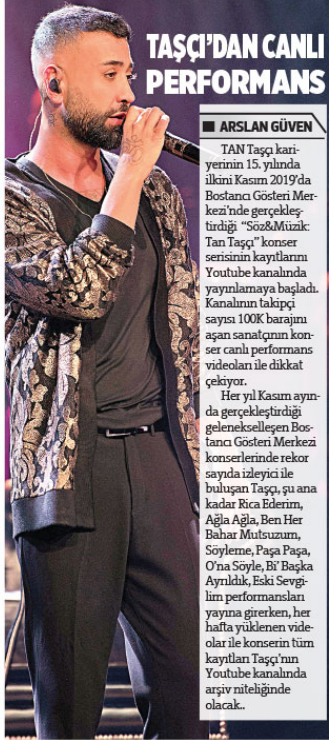 TAŞÇI'DAN CANLI
PERFORMANS
ARSLAN GÜVEN
TAN Taşçı kari-
yerinin 15. yılında
ilkini Kasım 2019'da
Bostancı Gösteri Mer-
kezi'nde gerçekleş-
tirdiği "Söz&Müzik:
Tan Taşçı" konser
serisinin kayıtlarını
Youtube kanalında
yayınlamaya başladı.
Kanalının takipçi
sayısı 100K barajını
aşan sanatçının kon-
ser canlı performans
videoları ile dikkat
çekiyor.
Her yıl Kasım ayın-
da gerçekleştirdiği
gelenekselleşen Bos-
tancı Gösteri Merkezi
konserlerinde rekor
sayıda izleyici ile
buluşan Taşçı, şu ana
kadar Rica Ederim,
Ağla Ağla, Ben Her
Bahar Mutsuzum,
Söyleme, Paşa Paşa,
O'na Söyle, Bi' Başka
Ayrıldık, Eski Sevgi-
lim performansları
yayına girerken, her
hafta yüklenen vide-
olar ile konserin tüm
kayıtları Taşçı'nın
Youtube kanalında
arşiv niteliğinde
olacak..